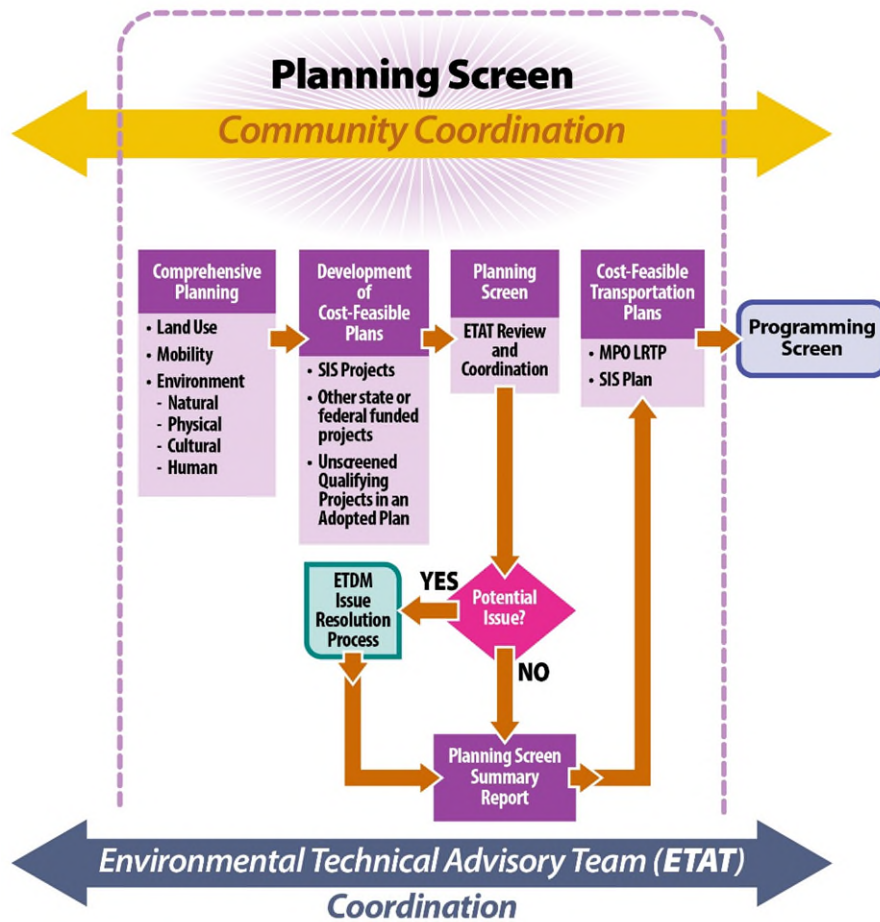 Planning Screen
Community Coordination
Comprehensive
Planning
• Land Use
• Mobility
• Environment
- Natural
- Physical
- Cultural
- Human
Development
of
Cost-Feasible
Plans
• SIS Projects
• Other state or
federal funded
projects
• Unscreened
Qualifying
Projects in an
Adopted Plan
Planning
Screen
ETAT Review
and
Coordination
Cost-Feasible
Transportation
Plans
• MPO LRTP
• SIS Plan
Programming
Screen
Potential
Issue?
YES
ETDM
Issue
Resolution
Process
NO
Planning Screen
Summary
Report
Environmental Technical Advisory Team (ETAT)
Coordination